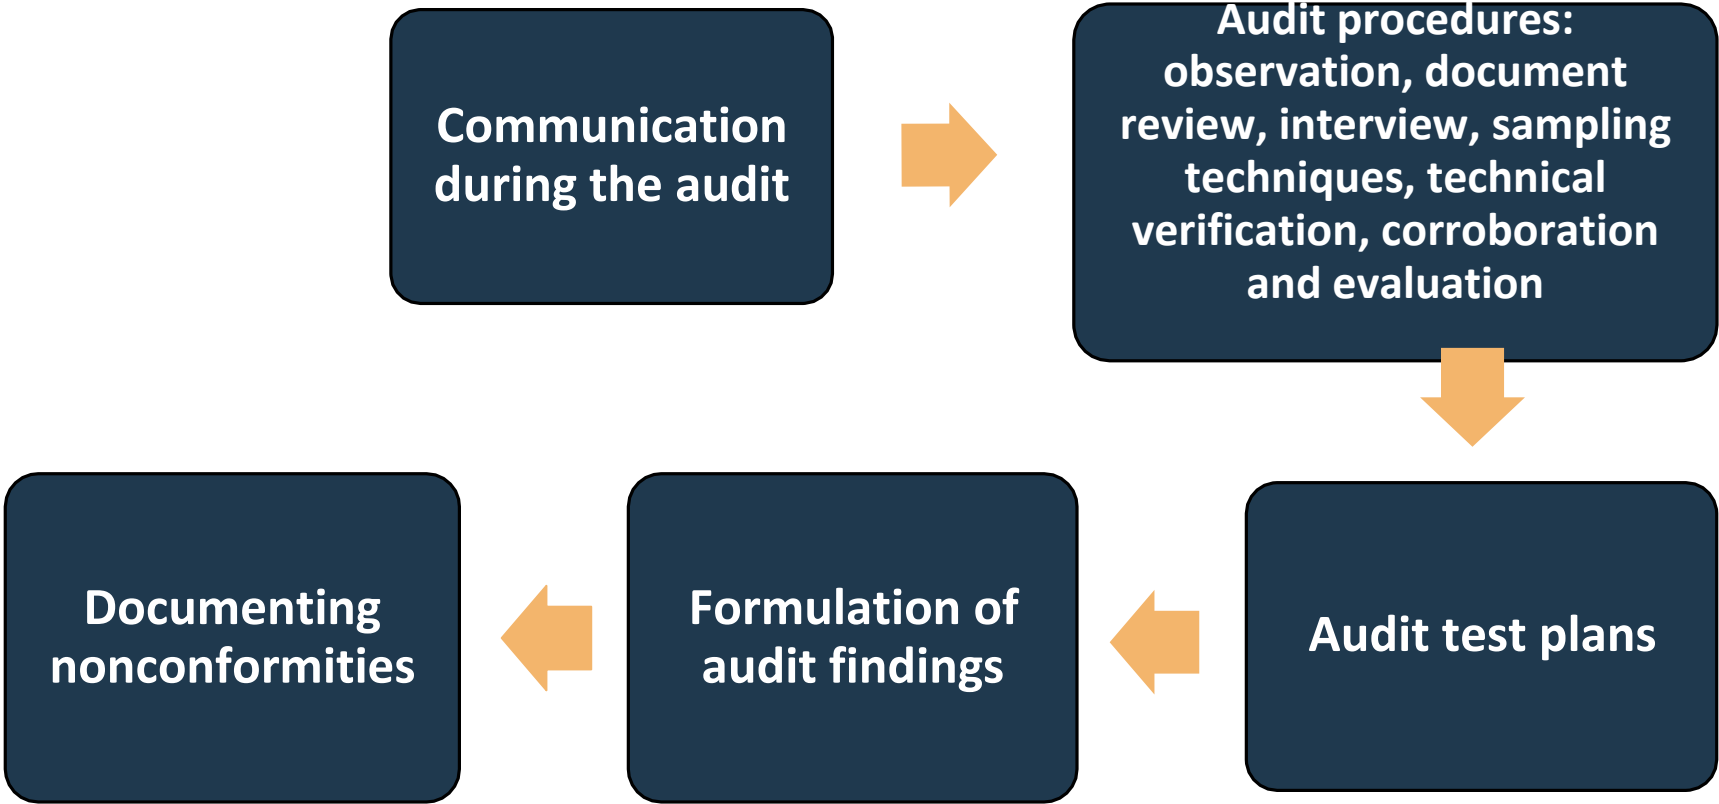 Communication
during the audit
Audit procedures:
observation, document
review, interview, sampling
techniques, technical
verification, corroboration
and evaluation
Audit test plans
Formulation of
audit findings
Documenting
nonconformities